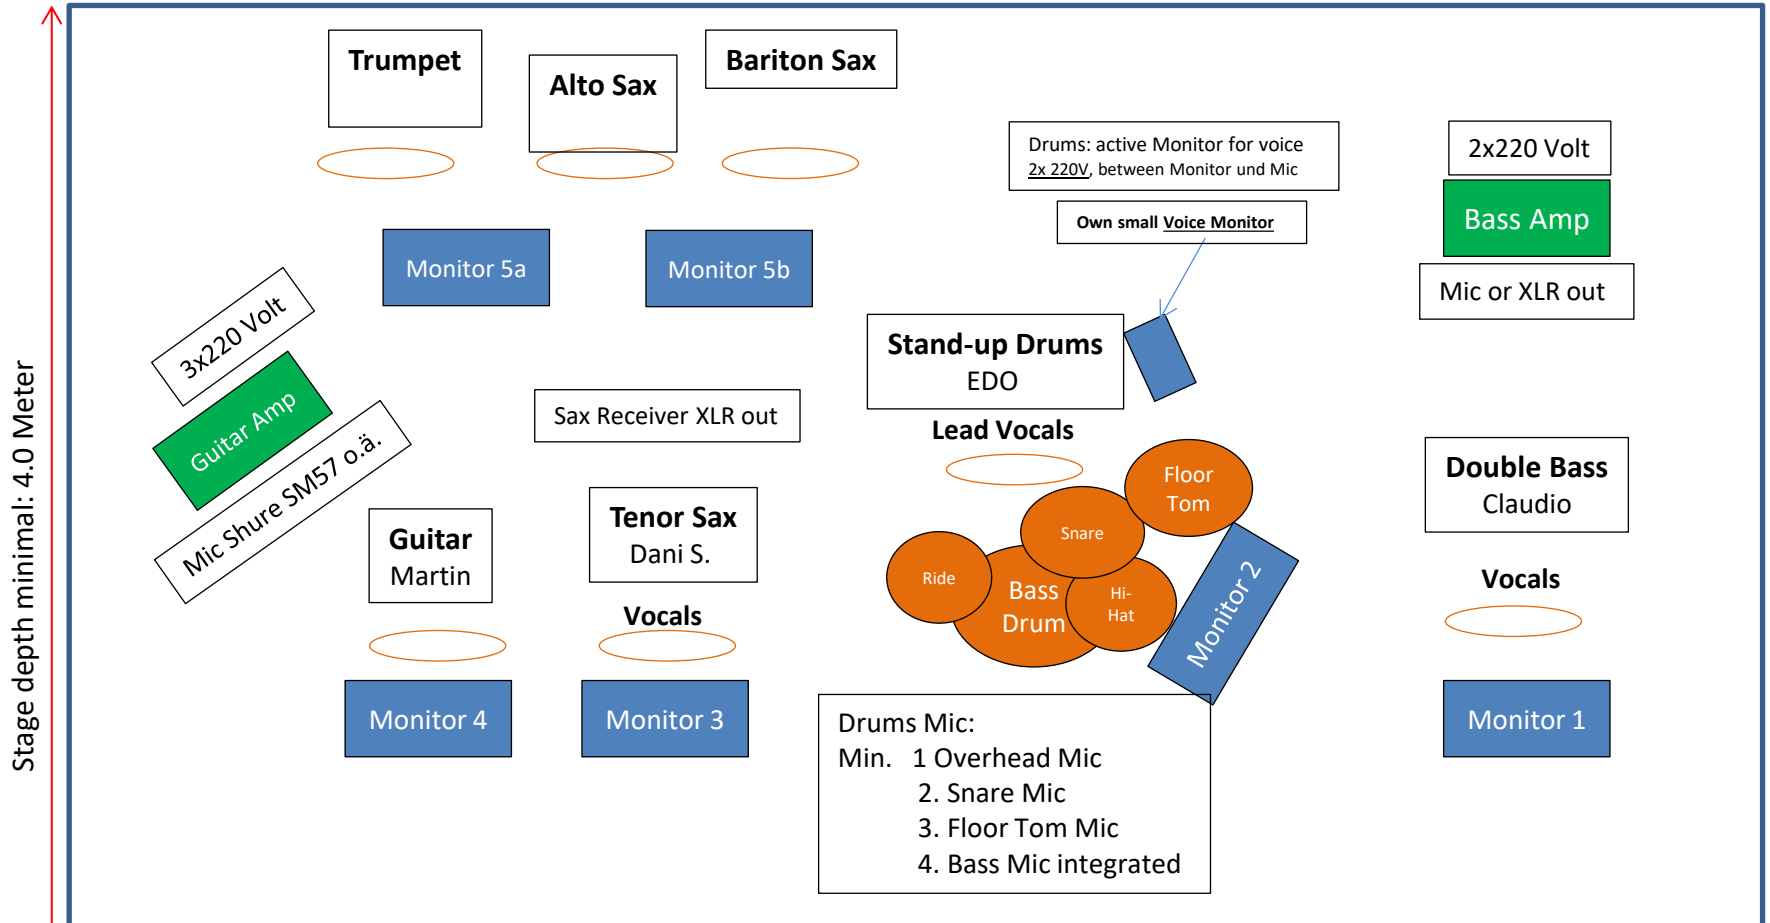 Stage depth minimal: 4.0 Meter
Trumpet
Alto Sax
Bariton Sax
Drums: active Monitor for voice
2x 220V, between Monitor und Mic
Own small Voice Monitor
2x220 Volt
Bass Amp
Mic or XLR out
Monitor 5a
Monitor 5b
3x220 Volt
Guitar Amp
Mic Shure SM57 o.ä.
Stand-up Drums
EDO
Lead Vocals
Sax Receiver XLR out
Guitar
Martin
Tenor Sax
Dani S.
Vocals
Floor
Tom
Snare
Ride
Bass
Drum
Hi-
Hat
Monitor 2
Double Bass
Claudio
Vocals
Monitor 4
Monitor 3
Monitor 1
Drums Mic:
Min. 1 Overhead Mic
2. Snare Mic
3. Floor Tom Mic
4. Bass Mic integrated